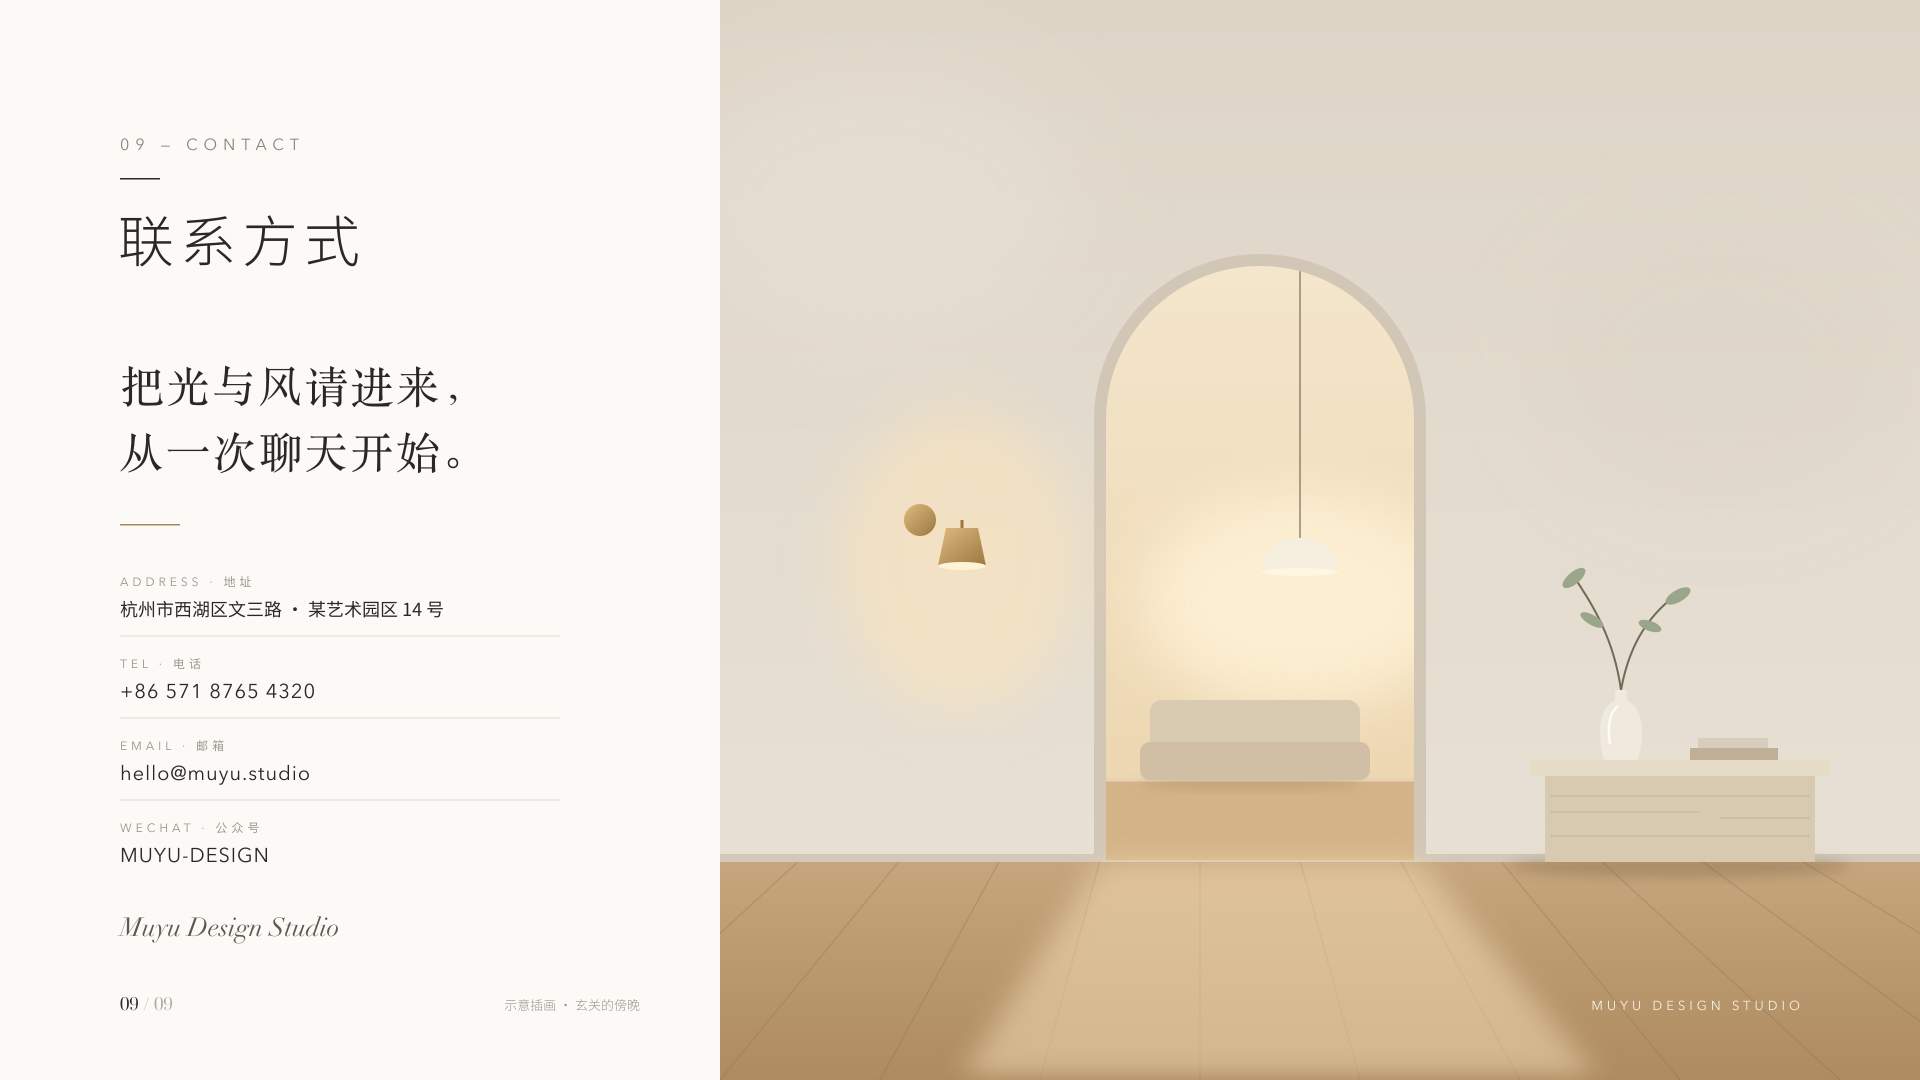 09 – CONTACT
联系方式
把光与风请进来，
从一次聊天开始。
ADDRESS · 地址
杭州市西湖区文三路 · 某艺术园区 14 号
TEL · 电话
+86 571 8765 4320
EMAIL · 邮箱
hello@muyu.studio
WECHAT · 公众号
MUYU-DESIGN
Muyu Design Studio
09 / 09
示意插画 · 玄关的傍晚
MUYU DESIGN STUDIO